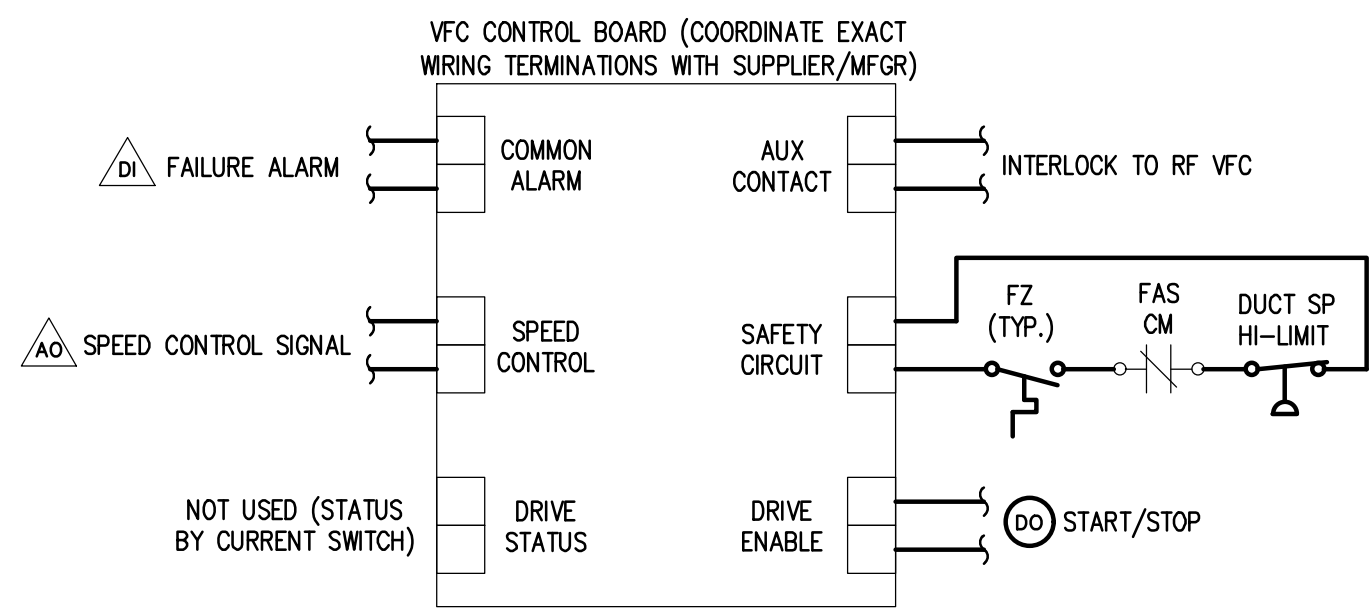 VFC CONTROL BOARD (COORDINATE EXACT
WIRING TERMINATIONS WITH SUPPLIER/MFGR)
DI
FAILURE ALARM
COMMON
ALARM
AUX
CONTACT
INTERLOCK TO RF VFC
AO
SPEED CONTROL SIGNAL
SPEED
CONTROL
SAFETY
CIRCUIT
FZ
(TYP.)
FAS
CM
DUCT SP
HI-LIMIT
NOT USED (STATUS
BY CURRENT SWITCH)
DRIVE
STATUS
DRIVE
ENABLE
DO
START/STOP